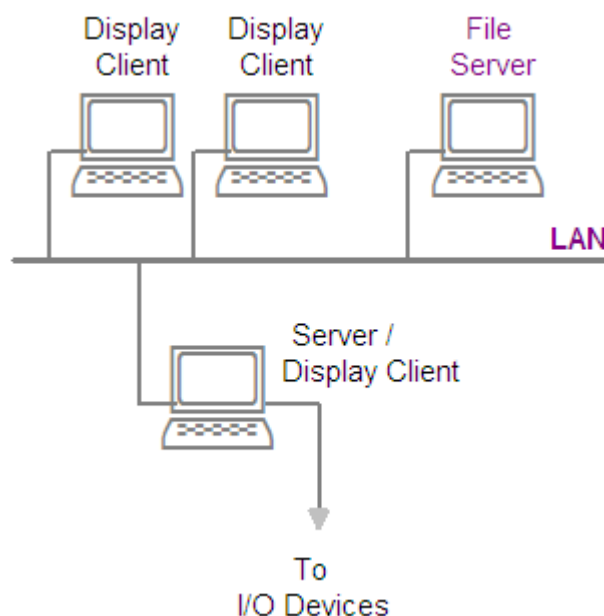 Display
Client
Display
Client
File
Server
LAN
Server /
Display Client
To
I/O Devices